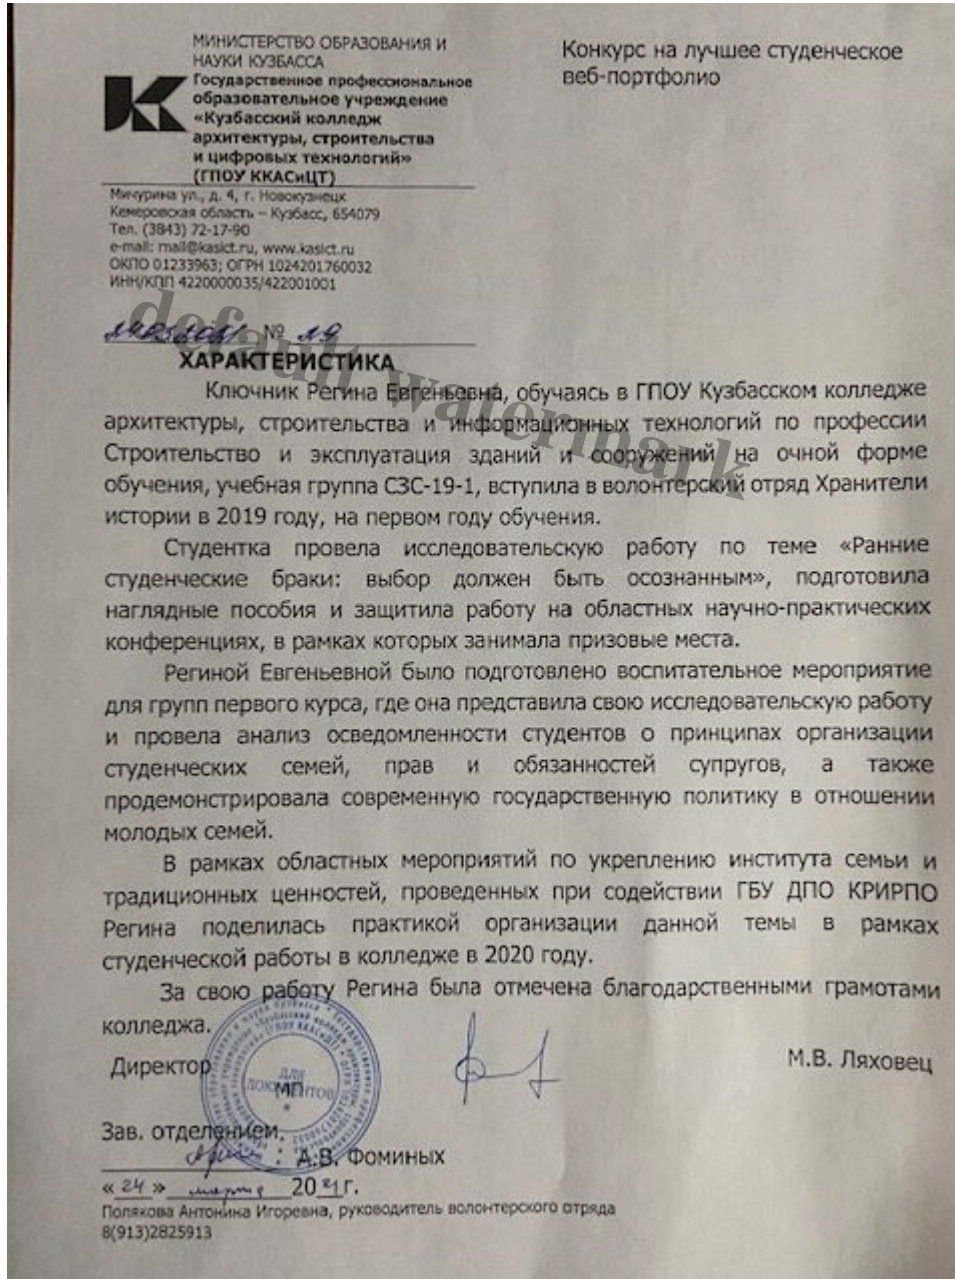 МИНИСТЕРСТВО ОБРАЗОВАНИЯ И
НАУКИ КУЗБАССА
Государственное профессиональное
образовательное учреждение
«Кузбасский колледж
архитектуры, строительства
и цифровых технологий»
(ГПОУ ККАСиЦТ)
Конкурс на лучшее студенческое
веб-портфолио
Мичурина ул., д. 4, г. Новокузнецк
Кемеровская область – Кузбасс, 654079
Тел. (3843) 72-17-90
e-mail: mail@kasict.ru, www.kasict.ru
ОКПО 01233963; ОГРН 1024201760032
ИНН/КПП 4220000035/422001001
№ 29
default watermark
ХАРАКТЕРИСТИКА
Ключник Регина Евгеньевна, обучаясь в ГПОУ Кузбасском колледже
архитектуры, строительства и информационных технологий по профессии
Строительство и эксплуатация зданий и сооружений на очной форме
обучения, учебная группа СЗС-19-1, вступила в волонтерский отряд Хранители
истории в 2019 году, на первом году обучения.
Студентка провела исследовательскую работу по теме «Ранние
студенческие браки: выбор должен быть осознанным», подготовила
наглядные пособия и защитила работу на областных научно-практических
конференциях, в рамках которых занимала призовые места.
Региной Евгеньевной было подготовлено воспитательное мероприятие
для групп первого курса, где она представила свою исследовательскую работу
и провела анализ осведомленности студентов о принципах организации
студенческих семей, прав и обязанностей супругов, а также
продемонстрировала современную государственную политику в отношении
молодых семей.
В рамках областных мероприятий по укреплению института семьи и
традиционных ценностей, проведенных при содействии ГБУ ДПО КРИРПО
Регина поделилась практикой организации данной темы в рамках
студенческой работы в колледже в 2020 году.
За свою работу Регина была отмечена благодарственными грамотами
колледжа.
Директор
М.В. Ляховец
ДЛЯ
ДОКУМЕНТОВ
МП
Зав. отделением
А.В. Фоминых
«24» марта 2021г.
Полякова Антонина Игоревна, руководитель волонтерского отряда
8(913)2825913